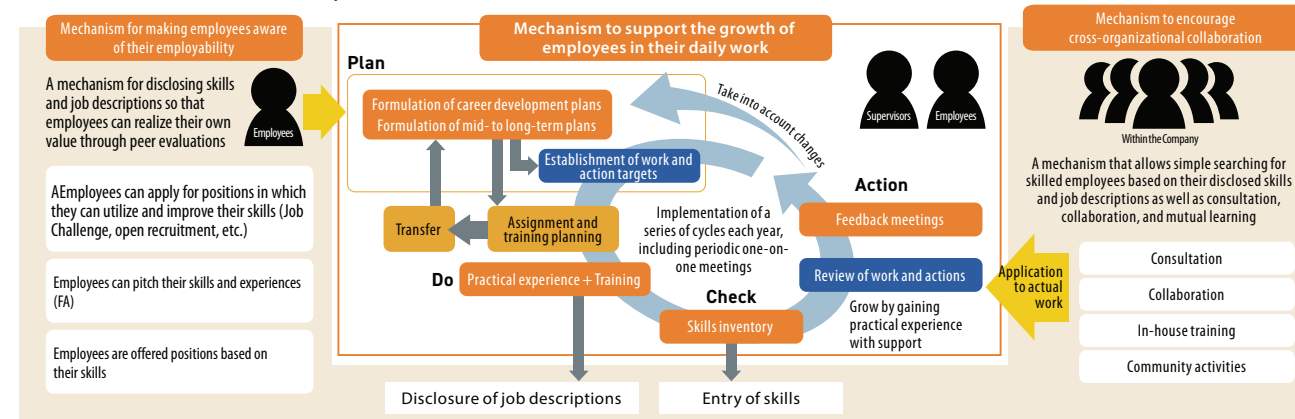 Mechanism for making employees aware
of their employability
A mechanism for disclosing skills
and job descriptions so that
employees can realize their own
value through peer evaluations
Employees
AEmployees can apply for positions in which
they can utilize and improve their skills (Job
Challenge, open recruitment, etc.)
Employees can pitch their skills and experiences
(FA)
Employees are offered positions based on
their skills
Mechanism to support the growth of
employees in their daily work
Plan
Formulation of career development plans
Formulation of mid- to long-term plans
Establishment of work and
action targets
Transfer
Assignment and
training planning
Do
Practical experience + Training
Take into account changes
Supervisors
Employees
Implementation of a
series of cycles each year,
including periodic one-on-
one meetings
Action
Feedback meetings
Review of work and actions
Check
Skills inventory
Grow by gaining
practical experience
with support
Disclosure of job descriptions
Entry of skills
Application
to actual
work
Mechanism to encourage
cross-organizational collaboration
Within the Company
A mechanism that allows simple searching for
skilled employees based on their disclosed skills
and job descriptions as well as consultation,
collaboration, and mutual learning
Consultation
Collaboration
In-house training
Community activities